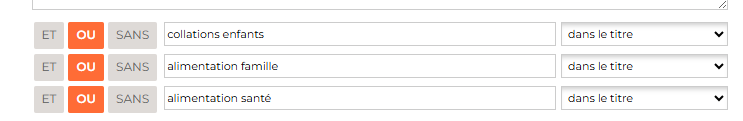 ET OU SANS collations enfants dans le titre
ET OU SANS alimentation famille dans le titre
ET OU SANS alimentation santé dans le titre